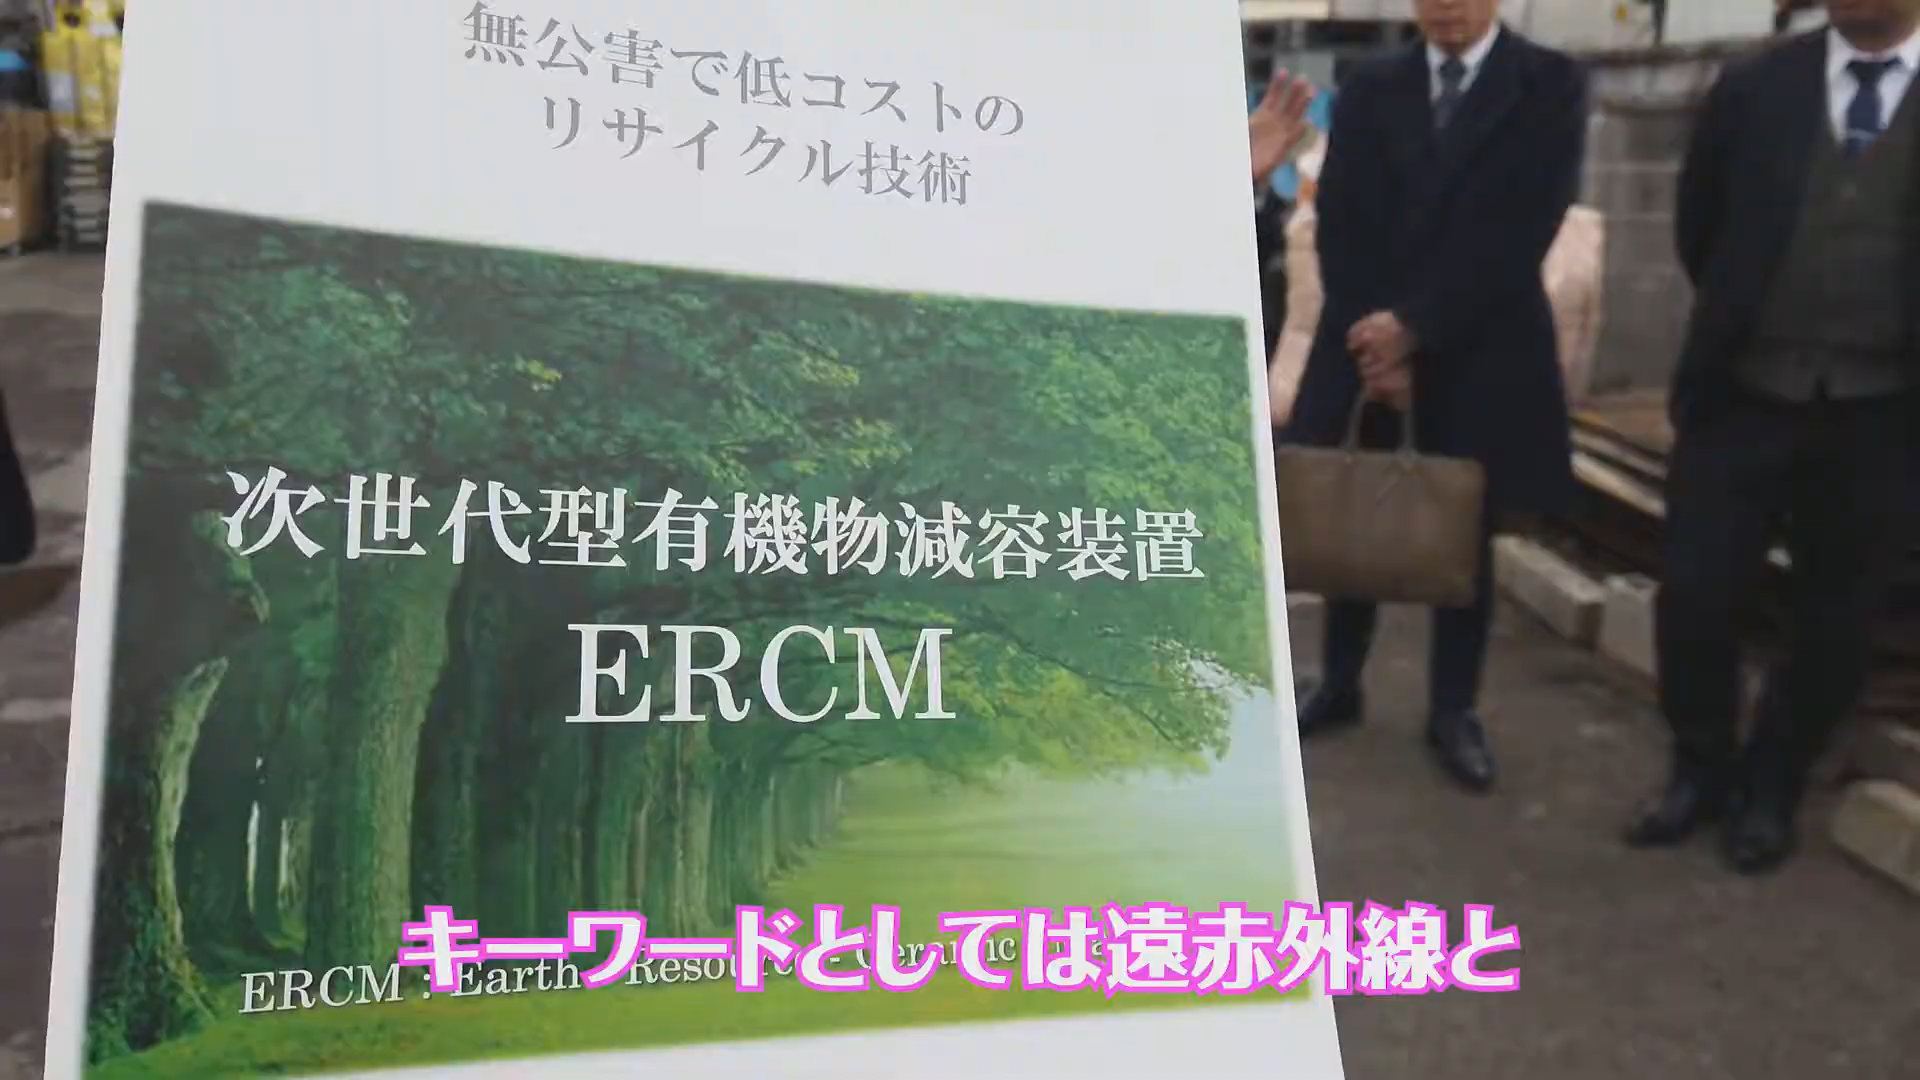 無公害で低コストの
リサイクル技術
次世代型有機物減容装置
ERCM
ERCM : Earth
キーワードとしては遠赤外線と